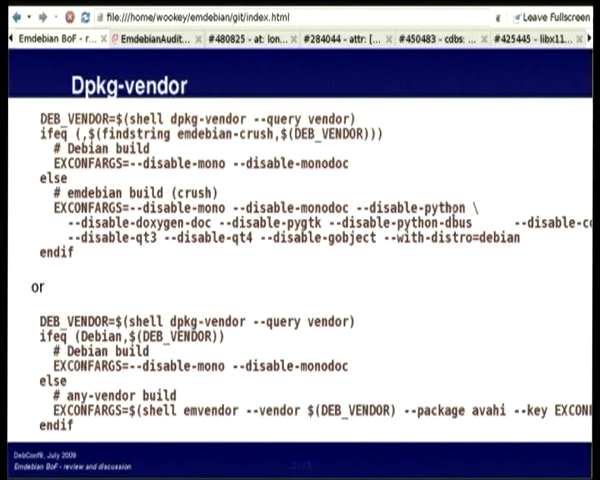 file:///home/wookey/emdebian/git/index.html
Leave Fullscreen
Emdebian BoF - r...
EmdebianAudit...
#480825 - at: lon...
#284044 - attr: [...
#450483 - cdbs: ...
#425445 - libx11...
Dpkg-vendor
DEB_VENDOR=$(shell dpkg-vendor --query vendor)
ifeq (,$(findstring emdebian-crush,$(DEB_VENDOR)))
# Debian build
EXCONFARGS=--disable-mono --disable-monodoc
else
# emdebian build (crush)
EXCONFARGS=--disable-mono --disable-monodoc --disable-python \
--disable-doxygen-doc --disable-pygtk --disable-python-dbus --disable-co
--disable-qt3 --disable-qt4 --disable-gobject --with-distro=debian
endif
or
DEB_VENDOR=$(shell dpkg-vendor --query vendor)
ifeq (Debian,$(DEB_VENDOR))
# Debian build
EXCONFARGS=--disable-mono --disable-monodoc
else
# any-vendor build
EXCONFARGS=$(shell emvendor --vendor $(DEB_VENDOR) --package avahi --key EXCON
endif
DebConf9, July 2009
Emdebian BoF - review and discussion